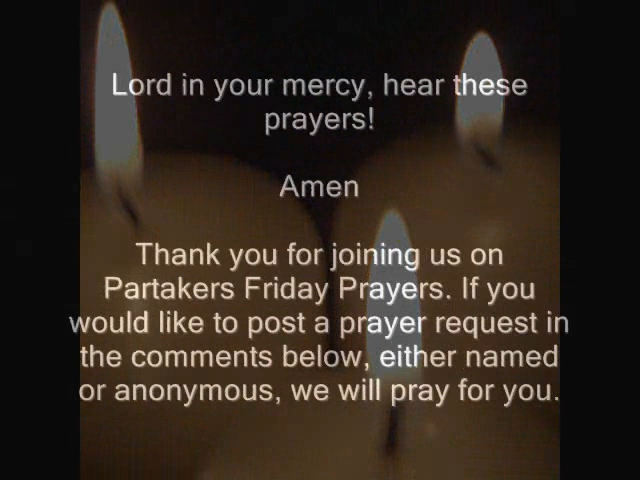 Lord in your mercy, hear these
prayers!
Amen
Thank you for joining us on
Partakers Friday Prayers. If you
would like to post a prayer request in
the comments below, either named
or anonymous, we will pray for you.